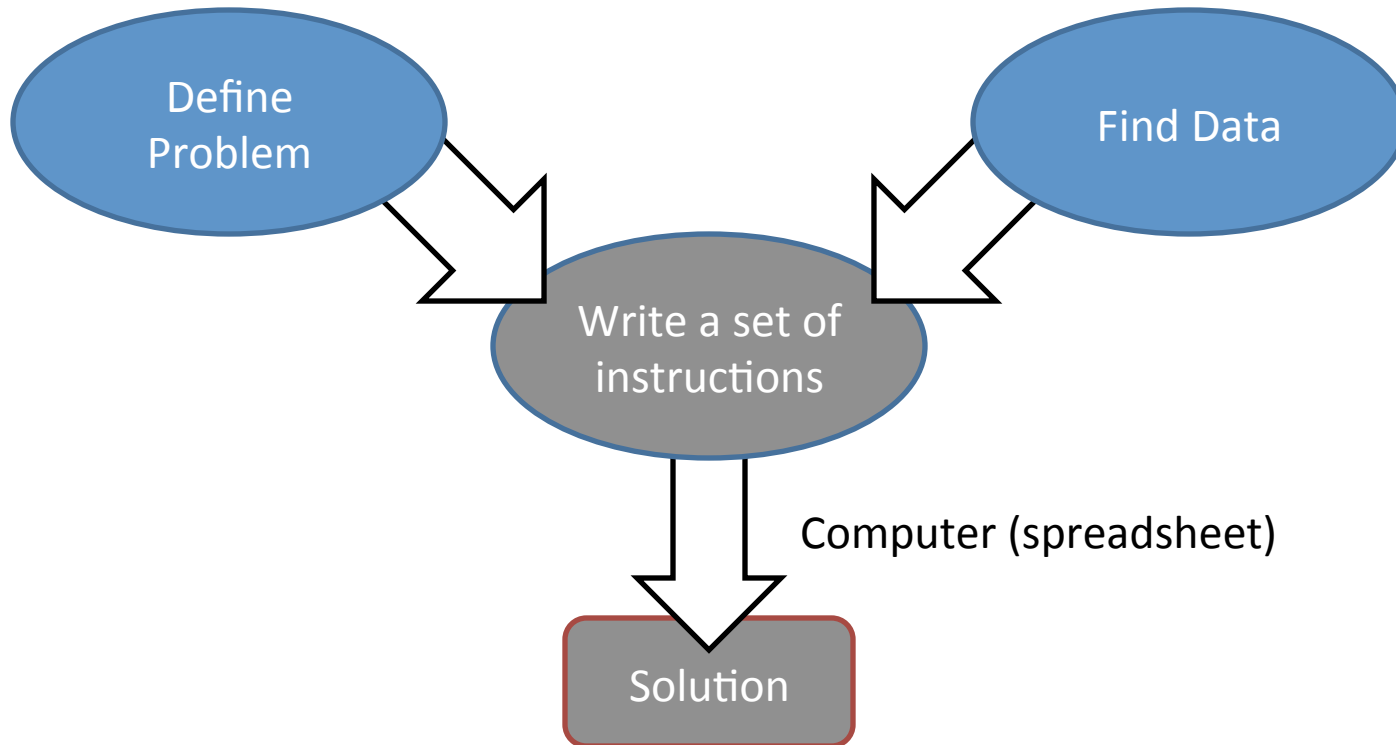 Define
Problem
Find Data
Write a set of
instructions
Computer (spreadsheet)
Solution